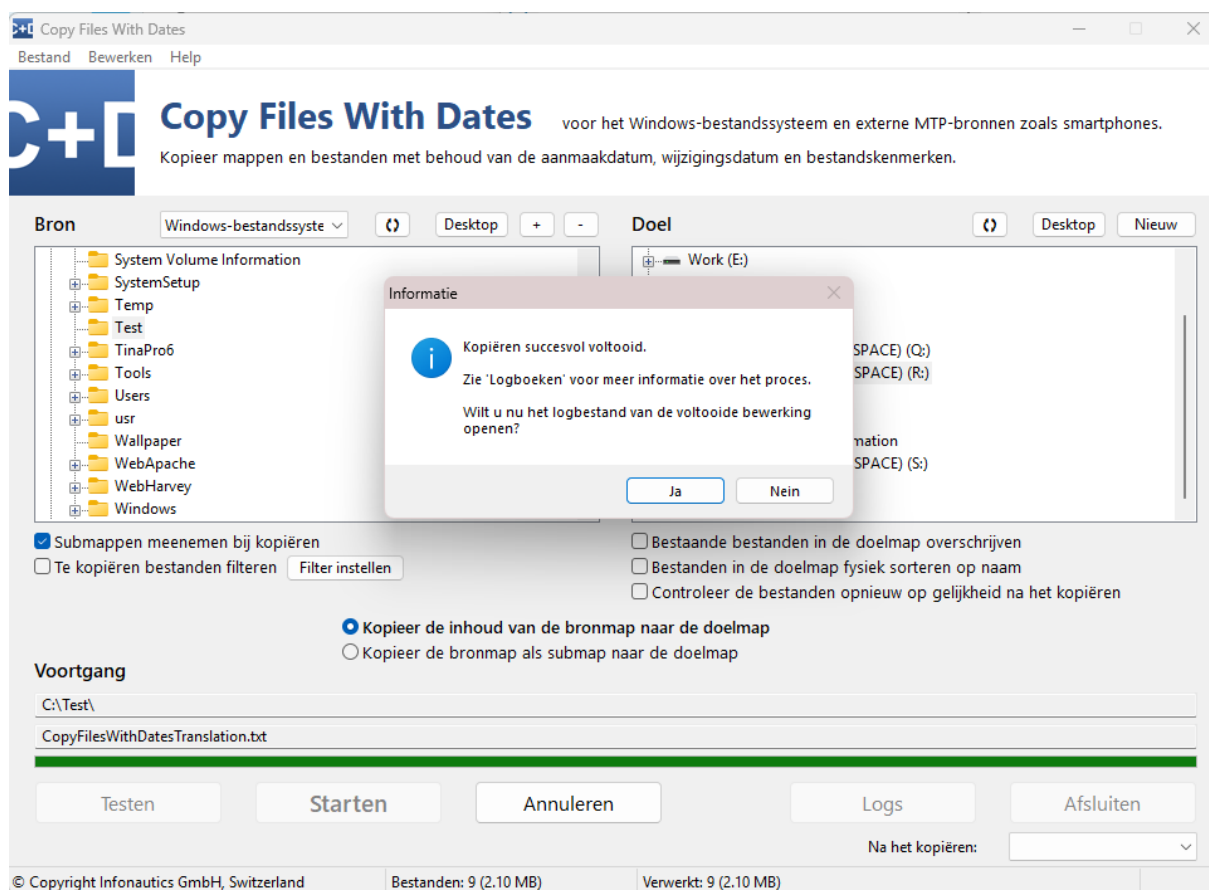 Copy Files With Dates
Bestand Bewerken Help
C+D
Copy Files With Dates voor het Windows-bestandssysteem en externe MTP-bronnen zoals smartphones.
Kopieer mappen en bestanden met behoud van de aanmaakdatum, wijzigingsdatum en bestandskenmerken.
Bron Windows-bestandssyste Desktop + - Doel Desktop Nieuw
System Volume Information
SystemSetup
Temp
Test
TinaPro6
Tools
Users
usr
Wallpaper
WebApache
WebHarvey
Windows
Work (E:)
SPACE) (Q:)
SPACE) (R:)
mation
SPACE) (S:)
Informatie
Kopiëren succesvol voltooid.
Zie 'Logboeken' voor meer informatie over het proces.
Wilt u nu het logbestand van de voltooide bewerking
openen?
Ja Nein
Submappen meenemen bij kopiëren
Te kopiëren bestanden filteren Filter instellen
Bestaande bestanden in de doelmap overschrijven
Bestanden in de doelmap fysiek sorteren op naam
Controleer de bestanden opnieuw op gelijkheid na het kopiëren
Kopieer de inhoud van de bronmap naar de doelmap
Kopieer de bronmap als submap naar de doelmap
Voortgang
C:\Test\
CopyFilesWithDatesTranslation.txt
Testen Starten Annuleren Logs Afsluiten
Na het kopiëren:
© Copyright Infonautics GmbH, Switzerland Bestanden: 9 (2.10 MB) Verwerkt: 9 (2.10 MB)